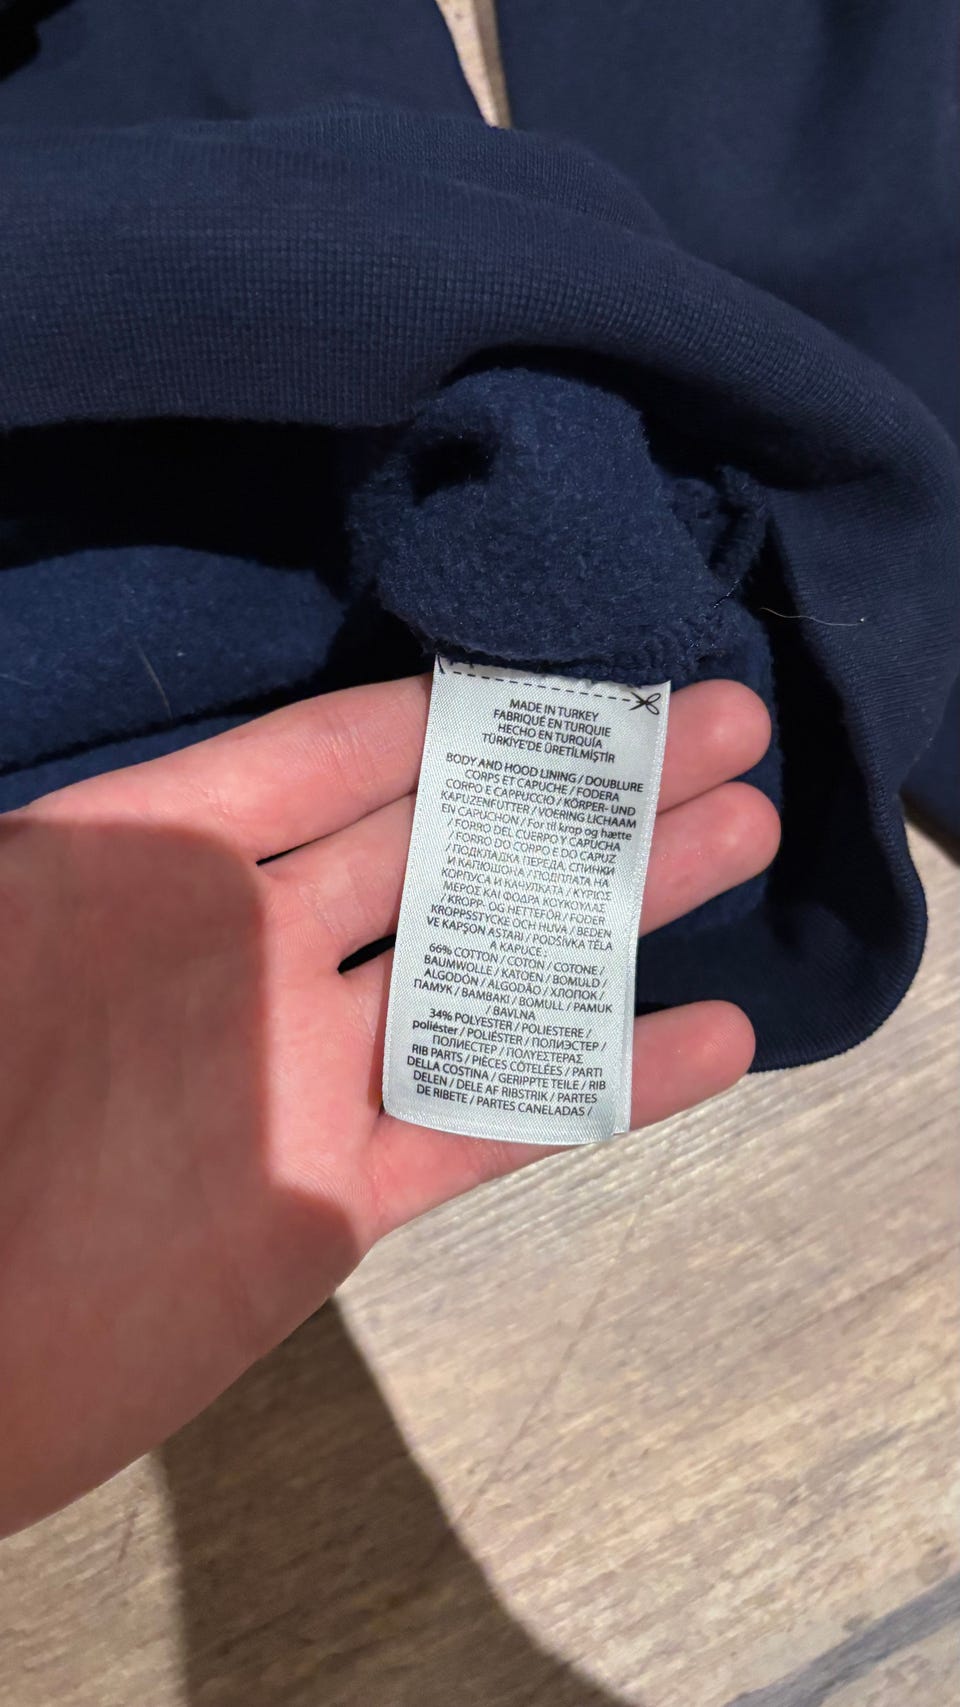 MADE IN TURKEY
FABRIQUÉ EN TURQUIE
HECHO EN TURQUÍA
TÜRKİYE'DE ÜRETİLMİŞTİR
BODY AND HOOD LINING / DOUBLURE
CORPS ET CAPUCHE / FODERA
CORPO E CAPPUCCIO / KÖRPER- UND
KAPUZENFUTTER / VOERING LICHAAM
EN CAPUCHON / For til krop og hætte
/ FORRO DEL CUERPO Y CAPUCHA
/ FORRO DO CORPO E DO CAPUZ
/ ПОДКЛАДКА ПЕРЕДА, СПИНКИ
И КАПЮШОНА / ПОДПЛАТА НА
КОРПУСА И КАЧУЛКАТА / ΚΥΡΙΩΣ
ΜΕΡΟΣ ΚΑΙ ΦΟΔΡΑ ΚΟΥΚΟΥΛΑΣ
/ KROPP- OG HETTEFÔR / FODER
KROPPSSTYCKE OCH HUVA / BEDEN
VE KAPŞON ASTARI / PODŠÍVKA TĚLA
A KAPUCE :
66% COTTON / COTON / COTONE /
BAUMWOLLE / KATOEN / BOMULD /
ALGODÓN / ALGODÃO / ХЛОПОК /
ПАМУК / ΒΑΜΒΑΚΙ / BOMULL / PAMUK
/ BAVLNA
34% POLYESTER / POLIESTERE /
poliéster / POLIÉSTER / ПОЛИЭСТЕР /
ПОЛИЕСТЕР / ΠΟΛΥΕΣΤΕΡΑΣ
RIB PARTS / PIÈCES CÔTELÉES / PARTI
DELLA COSTINA / GERIPPTE TEILE / RIB
DELEN / DELE AF RIBSTRIK / PARTES
DE RIBETE / PARTES CANELADAS /